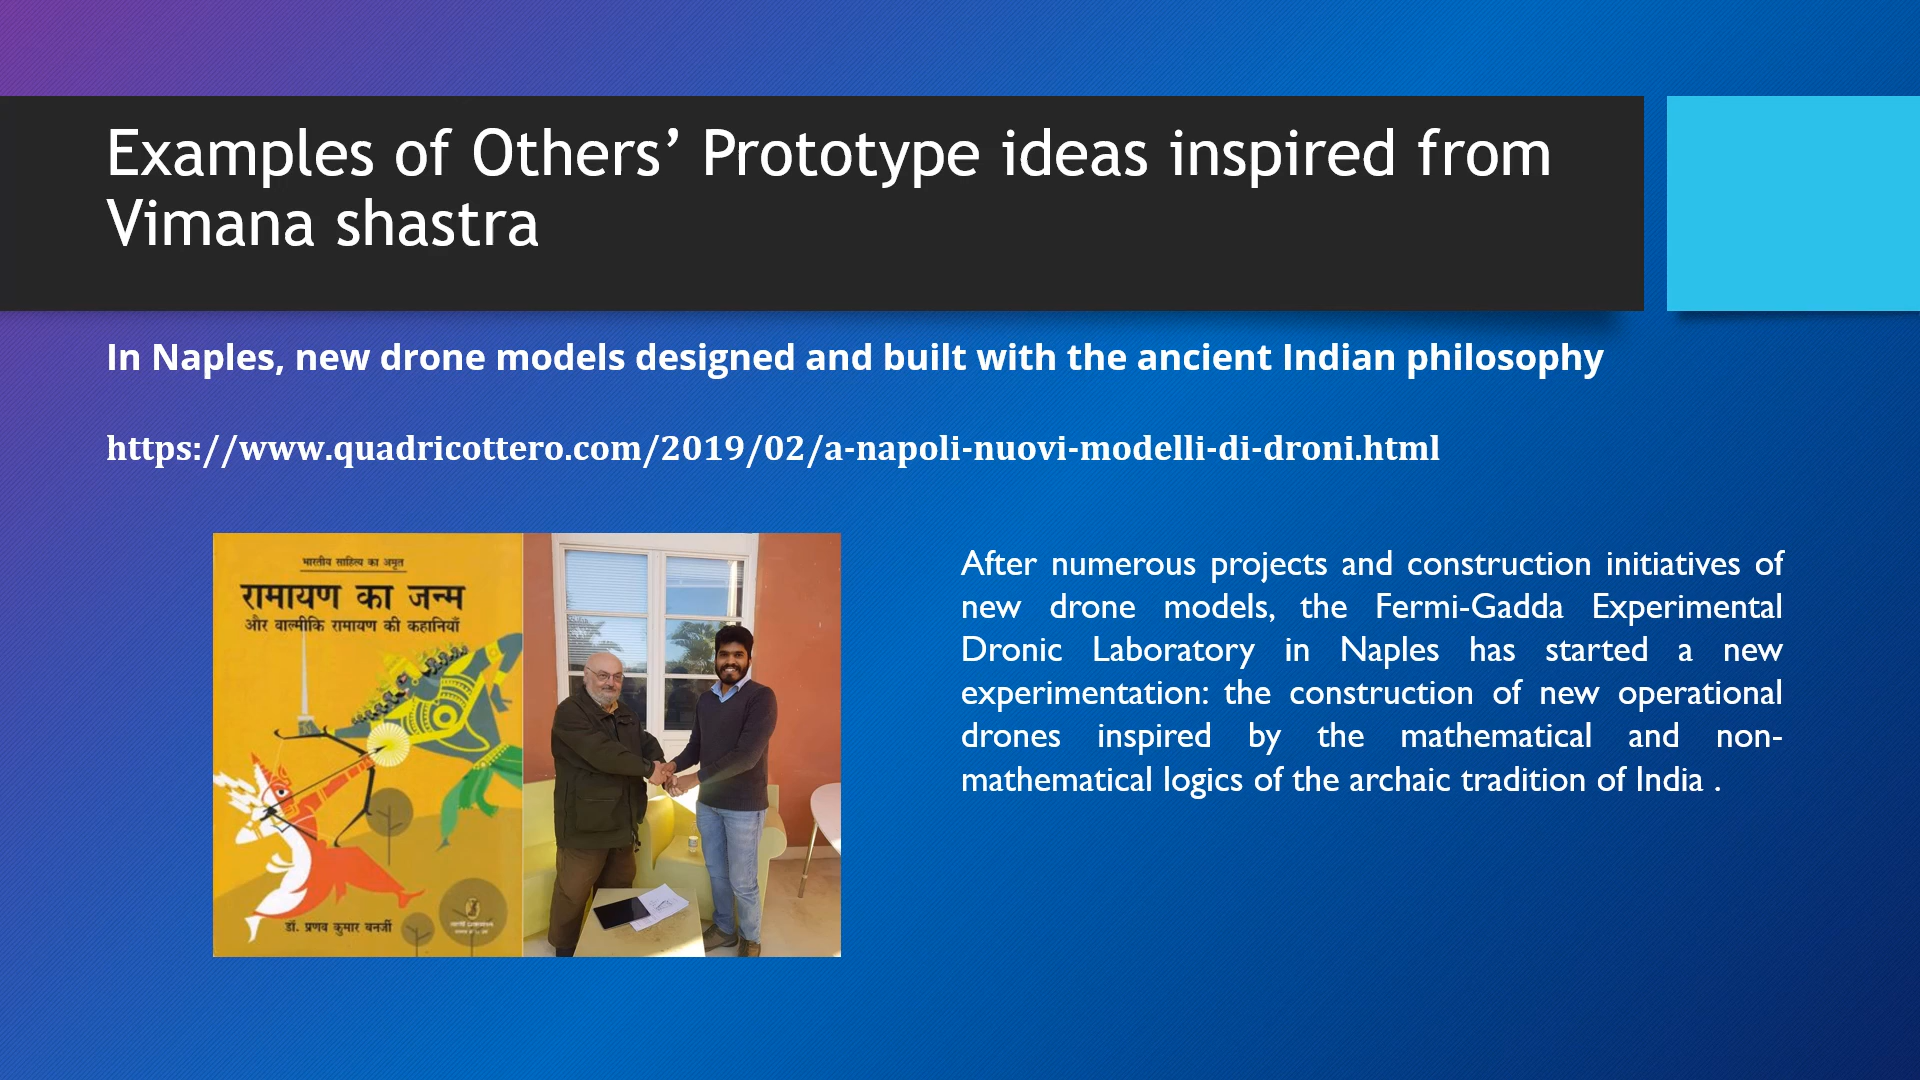 Examples of Others’ Prototype ideas inspired from
Vimana shastra
In Naples, new drone models designed and built with the ancient Indian philosophy
https://www.quadricottero.com/2019/02/a-napoli-nuovi-modelli-di-droni.html
भारतीय साहित्य का अमृत
रामायण का जन्म
और वाल्मीकि रामायण की कहानियाँ
डॉ. प्रणव कुमार बनर्जी
After numerous projects and construction initiatives of
new drone models, the Fermi-Gadda Experimental
Dronic Laboratory in Naples has started a new
experimentation: the construction of new operational
drones inspired by the mathematical and non-
mathematical logics of the archaic tradition of India .